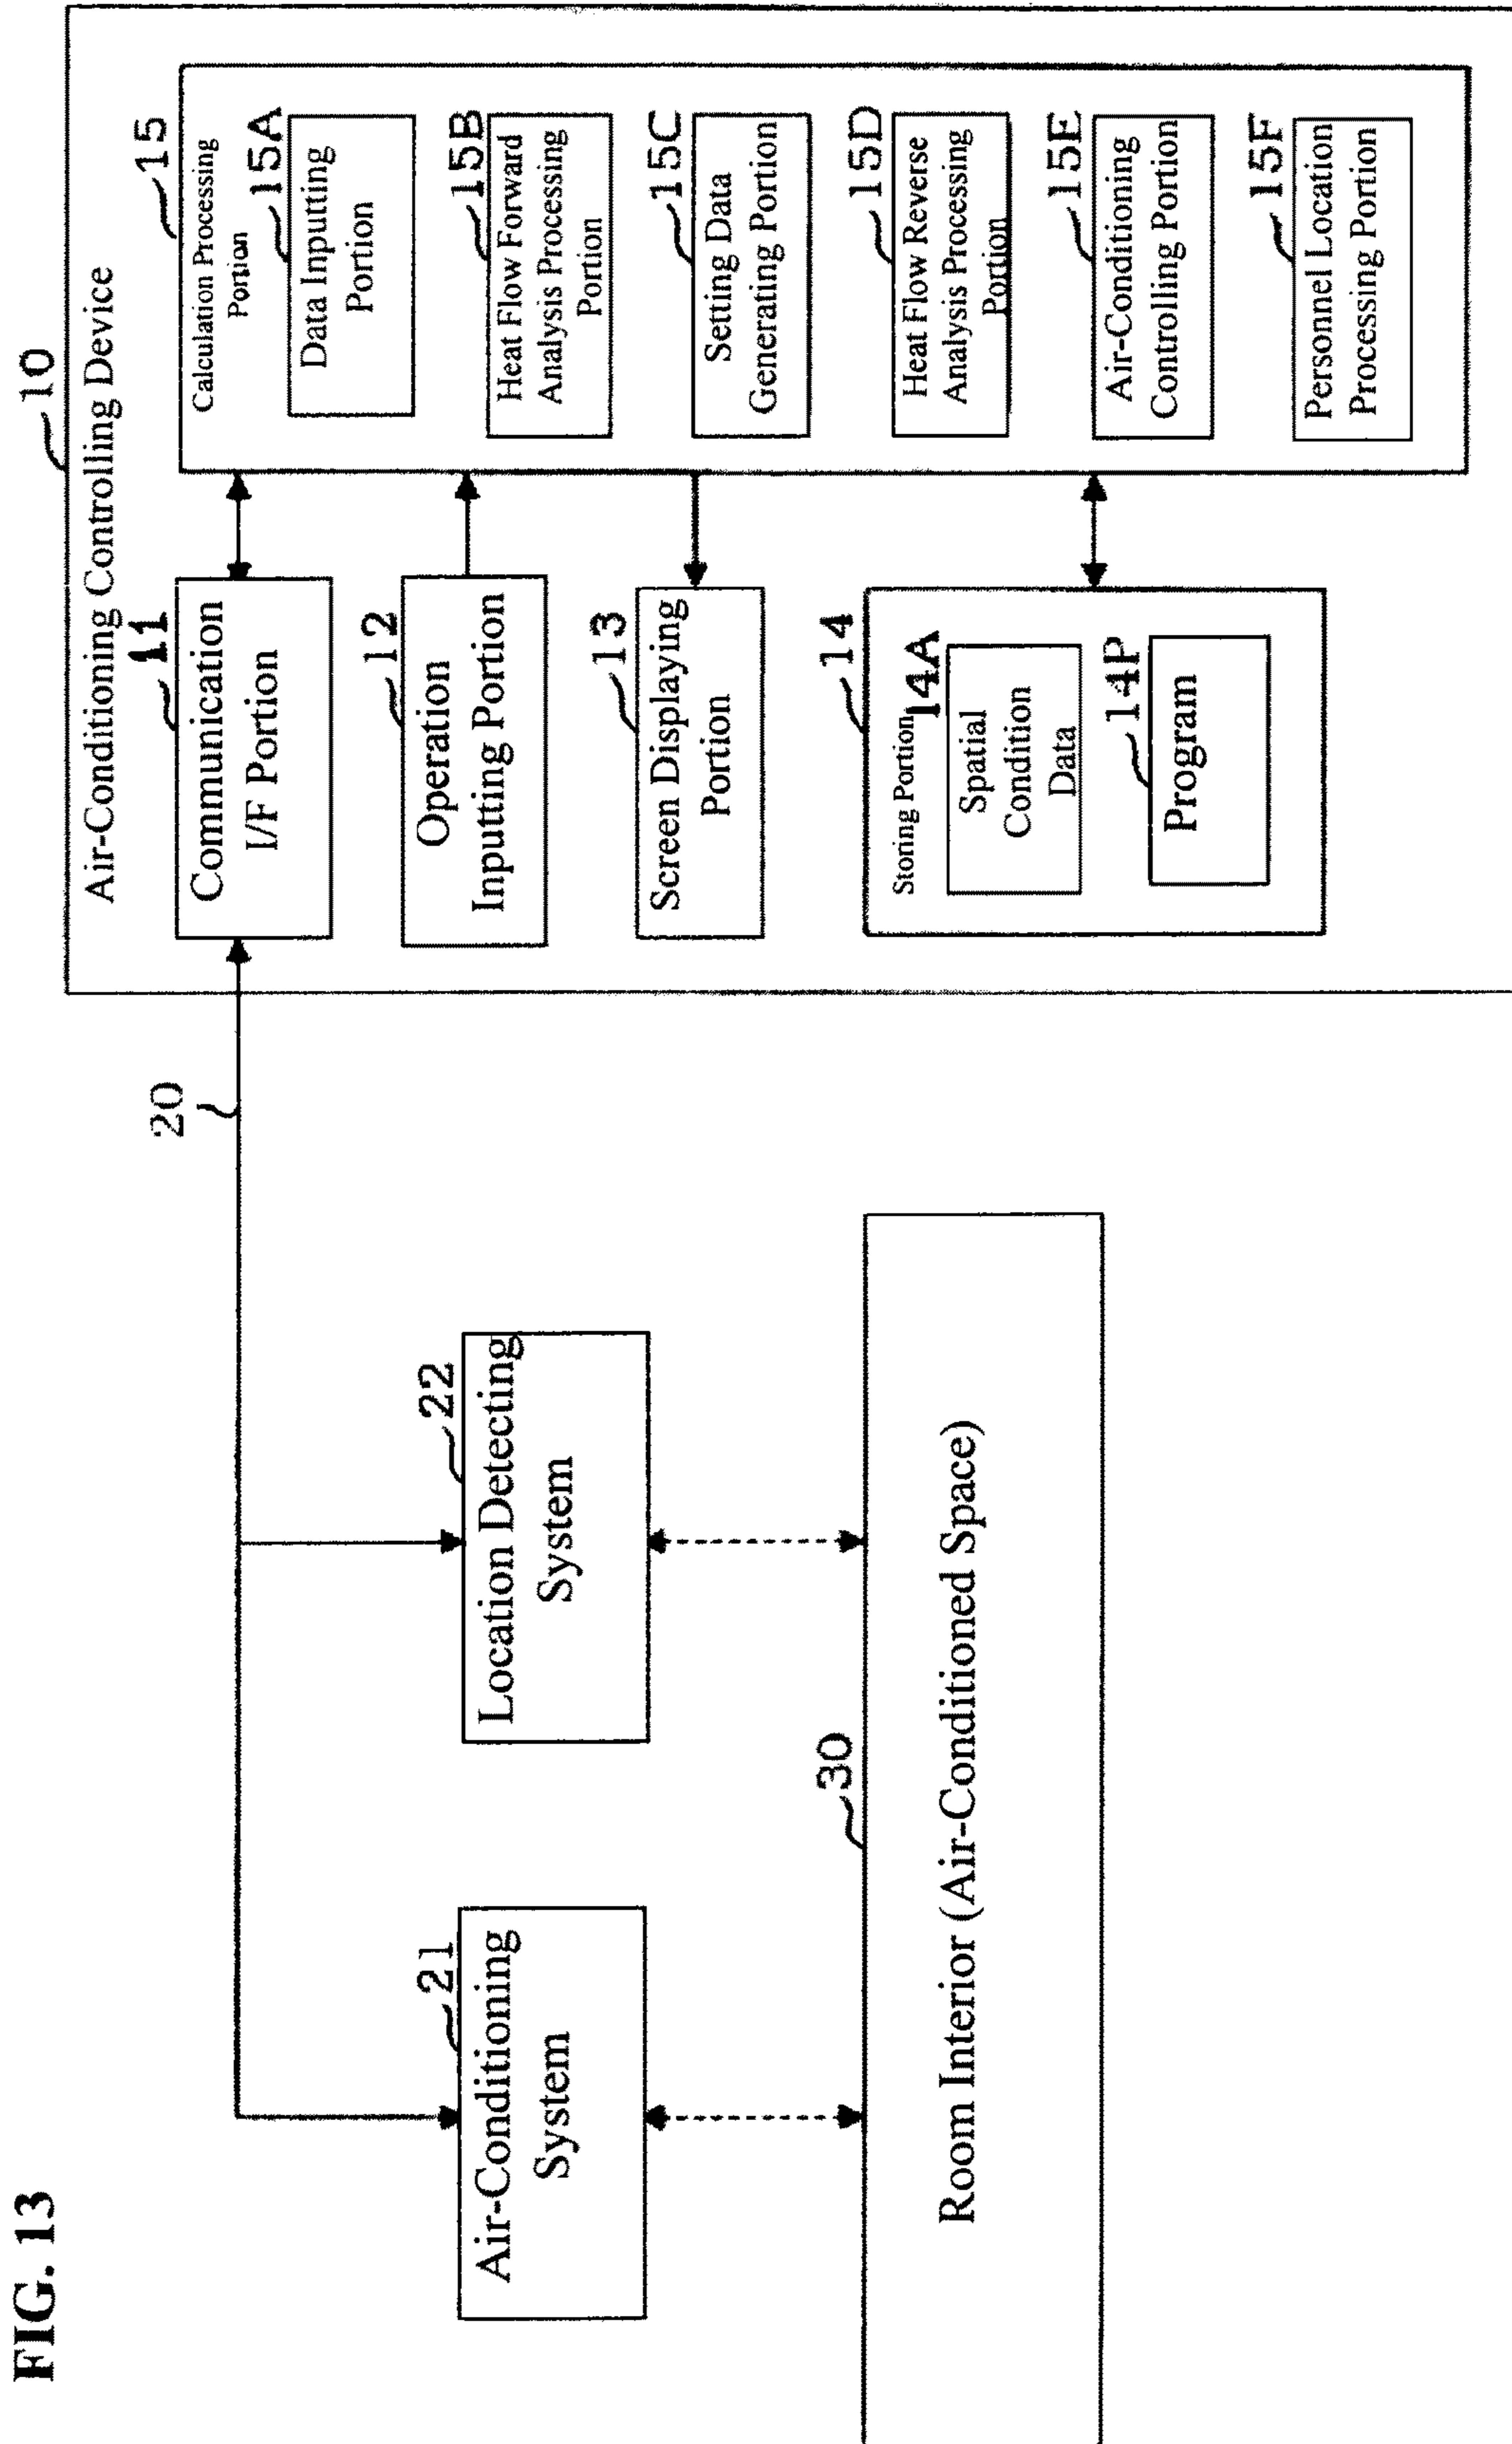 FIG. 13
10
Air-Conditioning Controlling Device
20
11
Communication
I/F Portion
12
Operation
Inputting Portion
13
Screen Displaying
Portion
14
Storing Portion
14A
Spatial
Condition
Data
14P
Program
15
Calculation Processing
Portion
15A
Data Inputting
Portion
15B
Heat Flow Forward
Analysis Processing
Portion
15C
Setting Data
Generating Portion
15D
Heat Flow Reverse
Analysis Processing
Portion
15E
Air-Conditioning
Controlling Portion
15F
Personnel Location
Processing Portion
21
Air-Conditioning
System
22
Location Detecting
System
30
Room Interior (Air-Conditioned Space)